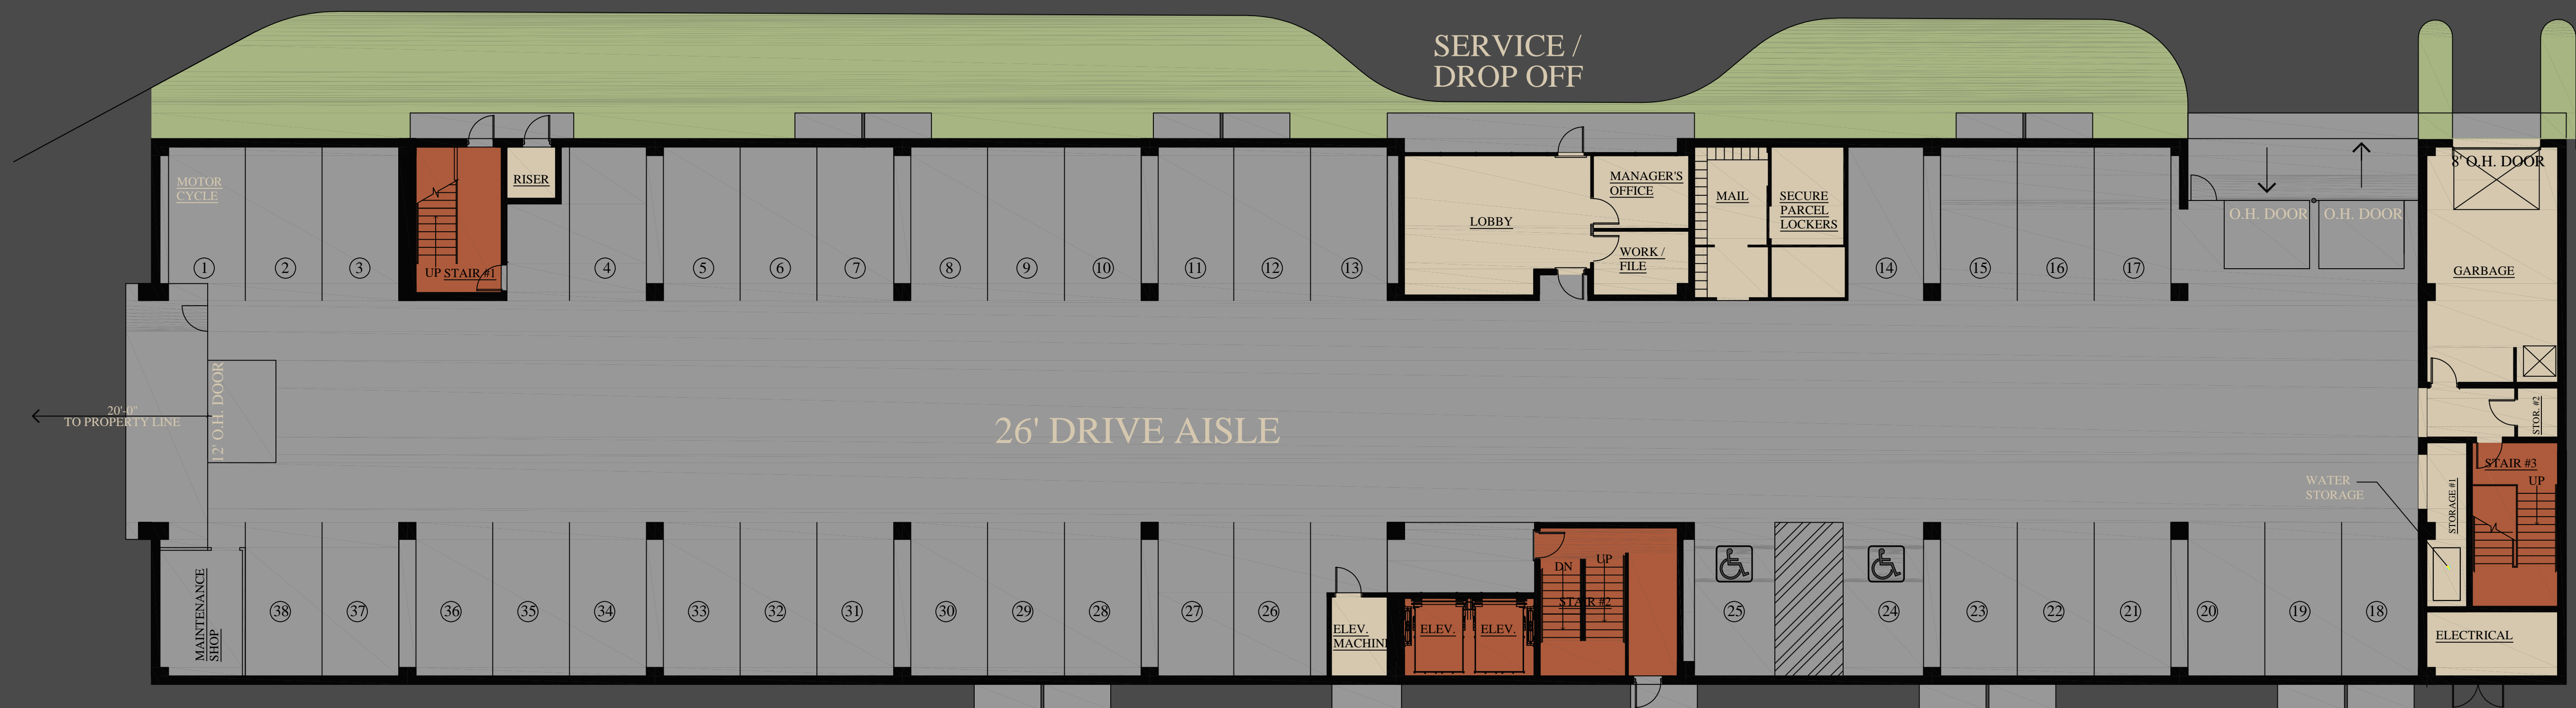 SERVICE /
DROP OFF
MOTOR
CYCLE
RISER
UP STAIR #1
LOBBY
MANAGER'S
OFFICE
WORK /
FILE
MAIL
SECURE
PARCEL
LOCKERS
O.H. DOOR
O.H. DOOR
8' O.H. DOOR
GARBAGE
1
2
3
4
5
6
7
8
9
10
11
12
13
14
15
16
17
12' O.H. DOOR
20'-0"
TO PROPERTY LINE
26' DRIVE AISLE
STOR. #2
STAIR #3
UP
STORAGE #1
WATER
STORAGE
MAINTENANCE
SHOP
38
37
36
35
34
33
32
31
30
29
28
27
26
ELEV.
MACHINE
ELEV.
ELEV.
DN
UP
STAIR #2
25
24
23
22
21
20
19
18
ELECTRICAL